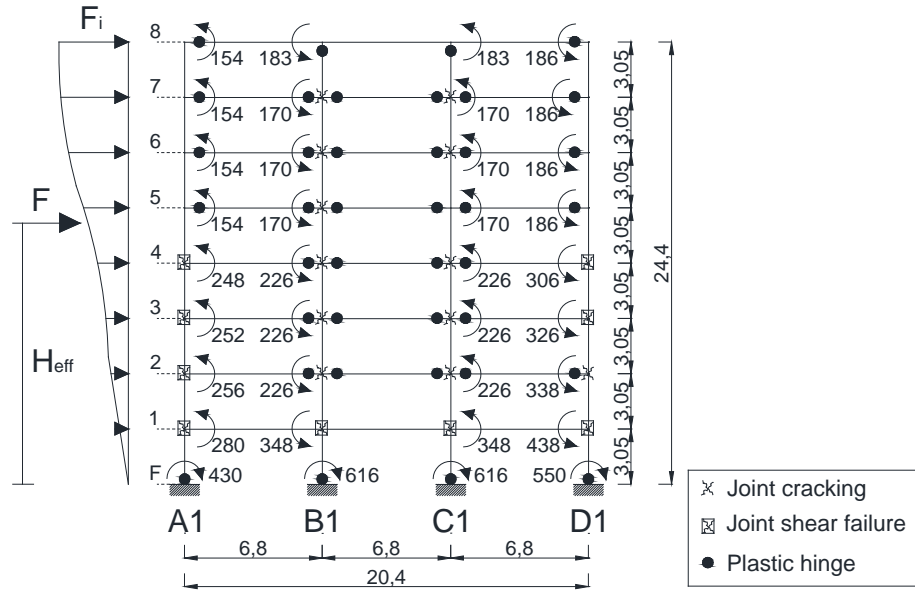 Fi 8
154 183 183 186 3,05
7
154 170 170 186 3,05
6
154 170 170 186 3,05
5
F 154 170 170 186 3,05
4 24,4
248 226 226 306 3,05
3
252 226 226 326 3,05
Heff 2
256 226 226 338 3,05
1
280 348 348 438 3,05
F 430 616 616 550
A1 B1 C1 D1
6,8 6,8 6,8
20,4
Joint cracking
Joint shear failure
Plastic hinge